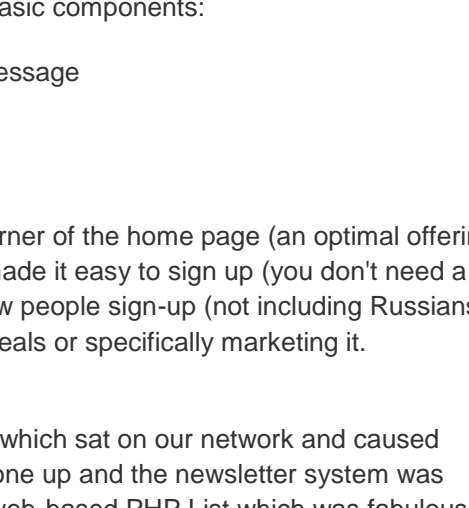 asic components:
essage
rner of the home page (an optimal offerin
nade it easy to sign up (you don't need a
w people sign-up (not including Russians
eals or specifically marketing it.
which sat on our network and caused
one up and the newsletter system was
web-based PHP List which was fabulous